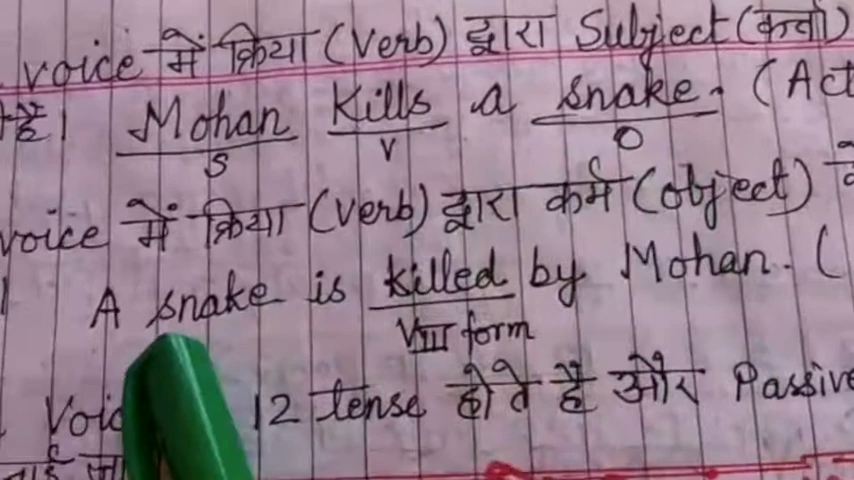 voice में क्रिया (Verb) द्वारा Subject (कर्ता)
है। Mohan Kills a snake. (Act
S V O
voice में क्रिया (verb) द्वारा कर्म (object)
A snake is killed by Mohan. (
VIII form
Voic 12 tense होते है और Passive